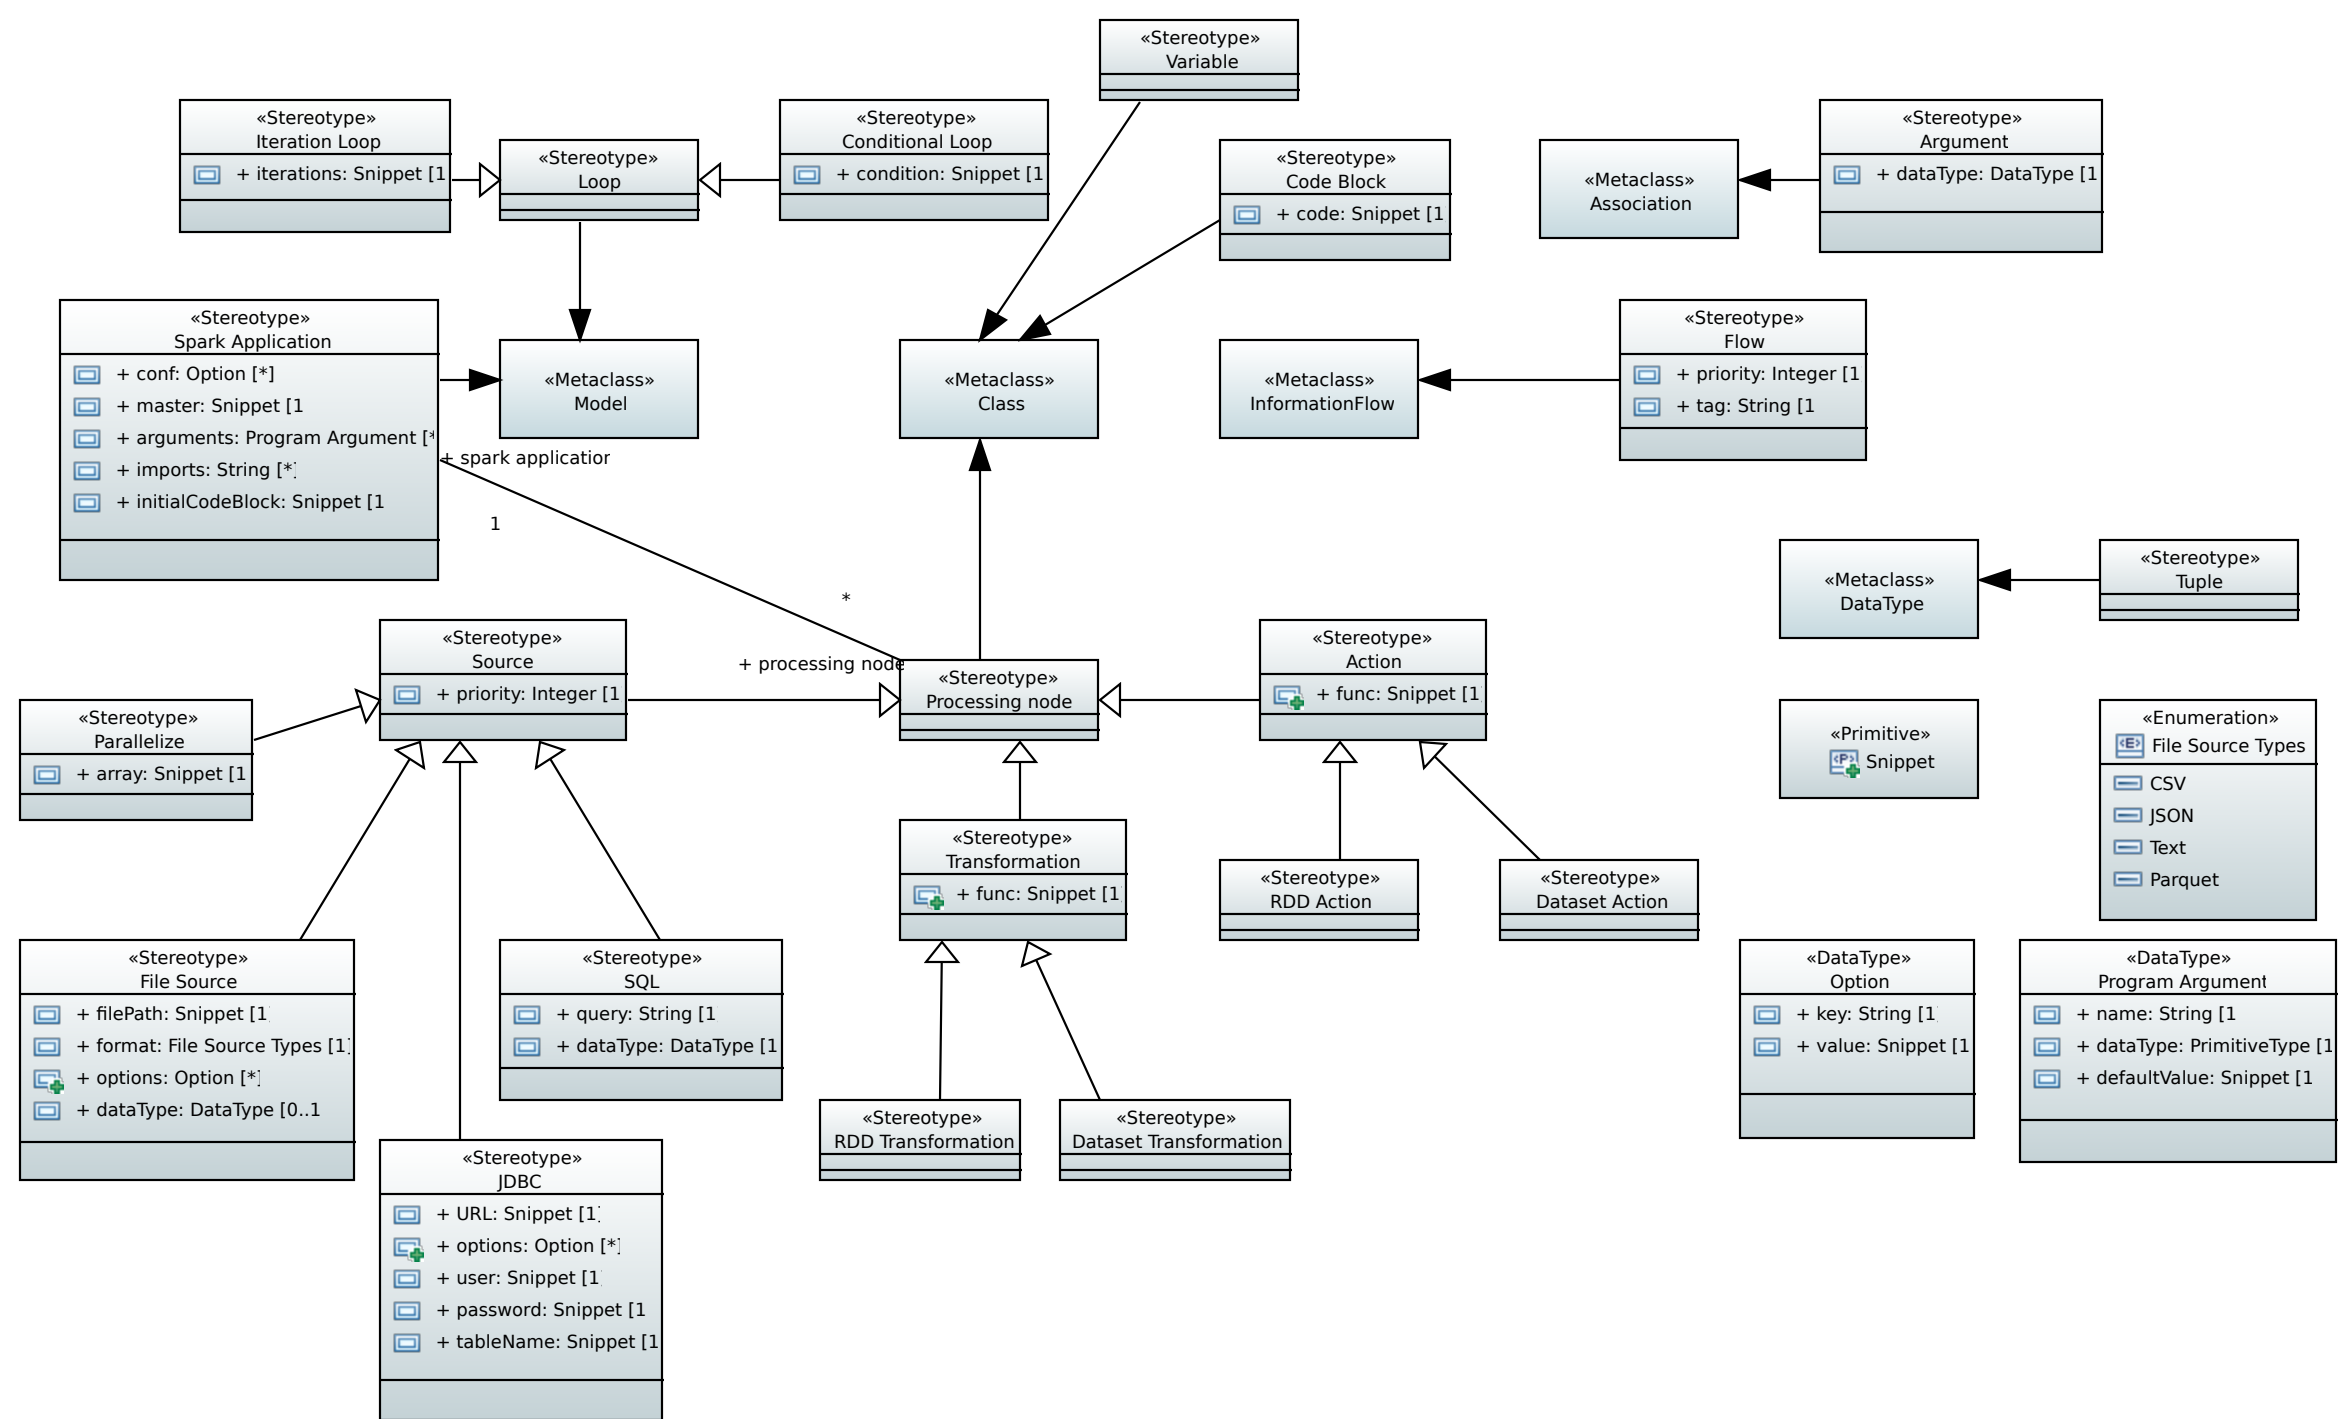 «Stereotype»
Variable
«Stereotype»
Iteration Loop
+ iterations: Snippet [1
«Stereotype»
Loop
«Stereotype»
Conditional Loop
+ condition: Snippet [1
«Stereotype»
Code Block
+ code: Snippet [1
«Metaclass»
Association
«Stereotype»
Argument
+ dataType: DataType [1
«Stereotype»
Spark Application
+ conf: Option [*]
+ master: Snippet [1
+ arguments: Program Argument [*
+ imports: String [*]
+ initialCodeBlock: Snippet [1
«Metaclass»
Model
«Metaclass»
Class
«Metaclass»
InformationFlow
«Stereotype»
Flow
+ priority: Integer [1
+ tag: String [1
+ spark application
1
*
+ processing node
«Metaclass»
DataType
«Stereotype»
Tuple
«Stereotype»
Source
+ priority: Integer [1
«Stereotype»
Processing node
«Stereotype»
Action
+ func: Snippet [1
«Stereotype»
Parallelize
+ array: Snippet [1
«Primitive»
<P> Snippet
«Enumeration»
<E> File Source Types
CSV
JSON
Text
Parquet
«Stereotype»
Transformation
+ func: Snippet [1
«Stereotype»
RDD Action
«Stereotype»
Dataset Action
«Stereotype»
File Source
+ filePath: Snippet [1]
+ format: File Source Types [1]
+ options: Option [*]
+ dataType: DataType [0..1
«Stereotype»
SQL
+ query: String [1
+ dataType: DataType [1
«DataType»
Option
+ key: String [1]
+ value: Snippet [1
«DataType»
Program Argument
+ name: String [1
+ dataType: PrimitiveType [1
+ defaultValue: Snippet [1
«Stereotype»
RDD Transformation
«Stereotype»
Dataset Transformation
«Stereotype»
JDBC
+ URL: Snippet [1]
+ options: Option [*]
+ user: Snippet [1
+ password: Snippet [1
+ tableName: Snippet [1